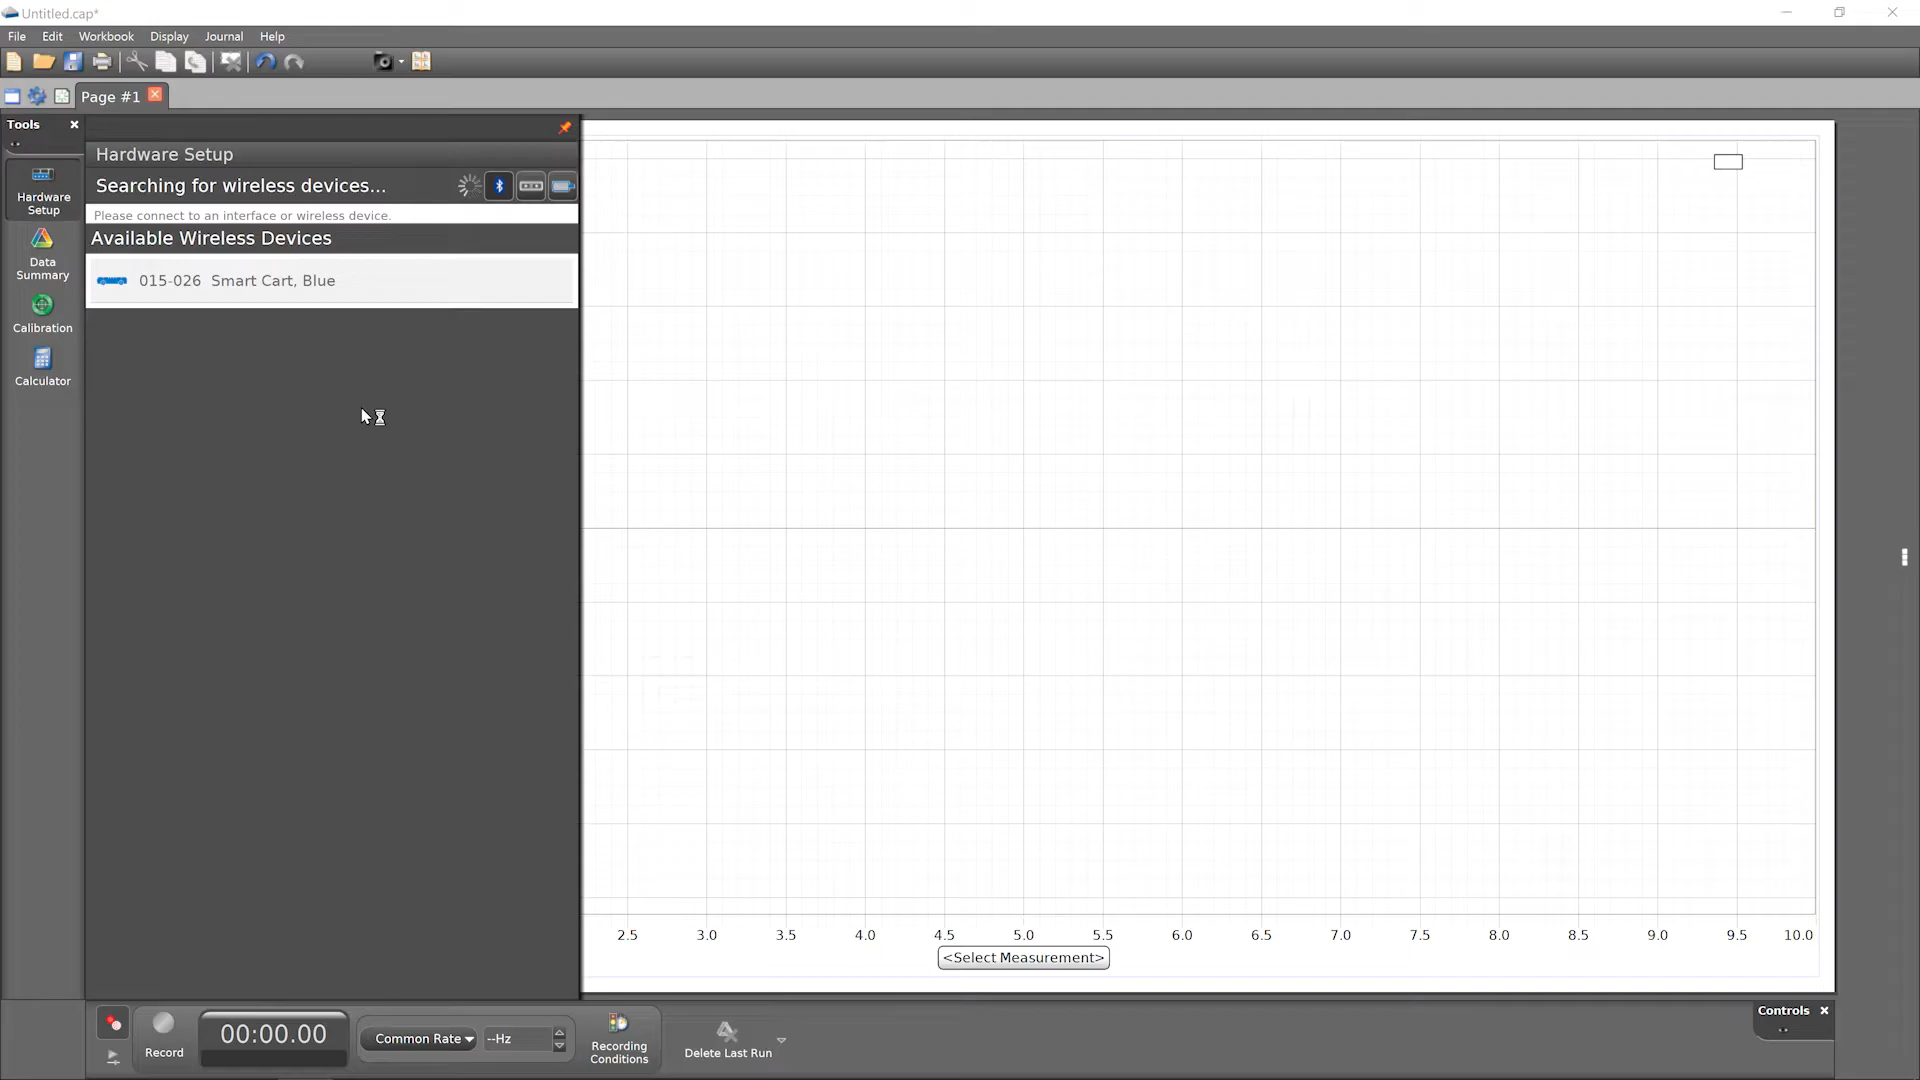 Untitled.cap*
File Edit Workbook Display Journal Help
Page #1
Tools
Hardware Setup
Searching for wireless devices...
Please connect to an interface or wireless device.
Available Wireless Devices
015-026 Smart Cart, Blue
Hardware
Setup
Data
Summary
Calibration
Calculator
2.5 3.0 3.5 4.0 4.5 5.0 5.5 6.0 6.5 7.0 7.5 8.0 8.5 9.0 9.5 10.0
<Select Measurement>
Record
00:00.00
Common Rate
--Hz
Recording
Conditions
Delete Last Run
Controls